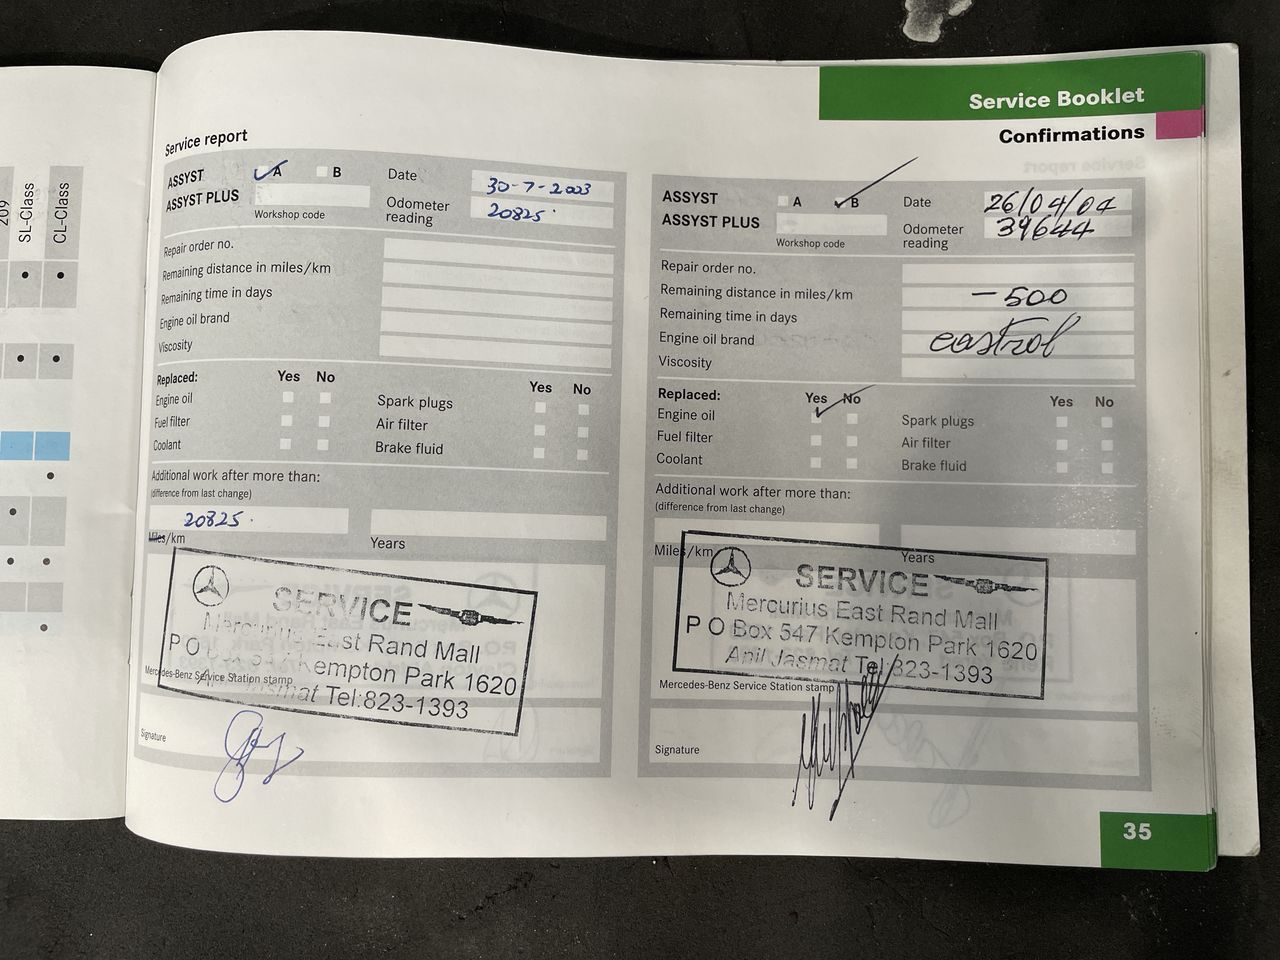 209
SL-Class
CL-Class
Service Booklet
Confirmations
Service report
ASSYST
ASSYST PLUS
A
B
Workshop code
Date
30-7-2003
Odometer
reading
20825
Repair order no.
Remaining distance in miles/km
Remaining time in days
Engine oil brand
Viscosity
Replaced:
Yes No
Yes No
Engine oil
Spark plugs
Fuel filter
Air filter
Coolant
Brake fluid
Additional work after more than:
(difference from last change)
20825.
Miles/km
Years
SERVICE
Mercurius East Rand Mall
P O Box 547 Kempton Park 1620
Mercedes-Benz Service Station stamp
Anil Jasmat Tel:823-1393
Signature
ASSYST
ASSYST PLUS
A
B
Workshop code
Date
26/04/04
Odometer
reading
39644
Repair order no.
Remaining distance in miles/km
-500
Remaining time in days
Engine oil brand
castrol
Viscosity
Replaced:
Yes No
Yes No
Engine oil
Spark plugs
Fuel filter
Air filter
Coolant
Brake fluid
Additional work after more than:
(difference from last change)
Miles/km
Years
SERVICE
Mercurius East Rand Mall
P O Box 547 Kempton Park 1620
Anil Jasmat Tel:823-1393
Mercedes-Benz Service Station stamp
Signature
35